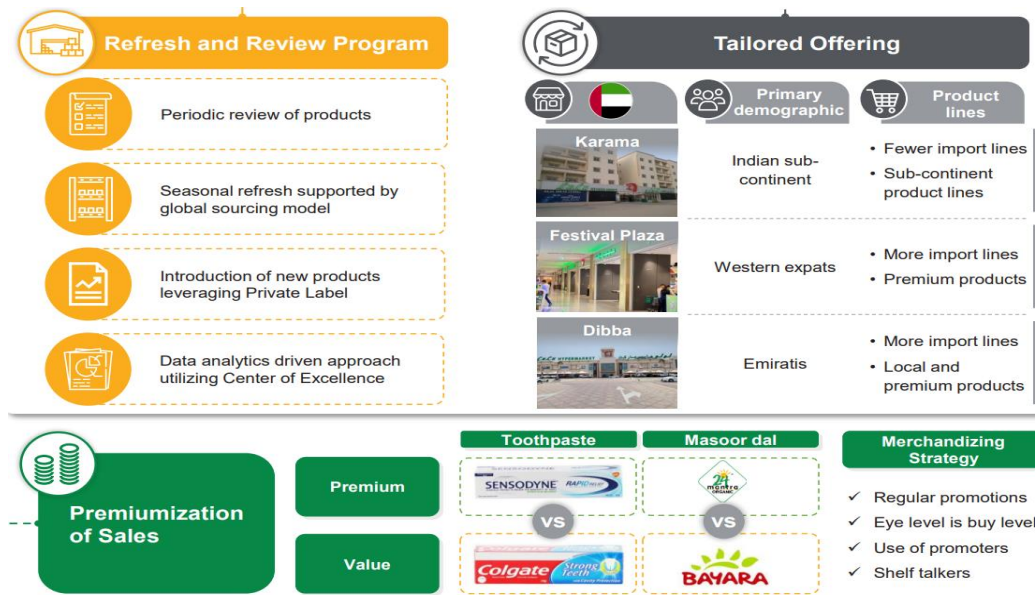 Refresh and Review Program
Periodic review of products
Seasonal refresh supported by
global sourcing model
Introduction of new products
leveraging Private Label
Data analytics driven approach
utilizing Center of Excellence
Tailored Offering
Primary
demographic
Product
lines
Karama
Indian sub-
continent
• Fewer import lines
• Sub-continent
product lines
Festival Plaza
Western expats
• More import lines
• Premium products
Dibba
Emiratis
• More import lines
• Local and
premium products
Premiumization
of Sales
Premium
Value
Toothpaste
SENSODYNE
VS
Colgate
Strong
Teeth
Masoor dal
24
mantra
ORGANIC
VS
BAYARA
Merchandizing
Strategy
✓ Regular promotions
✓ Eye level is buy level
✓ Use of promoters
✓ Shelf talkers